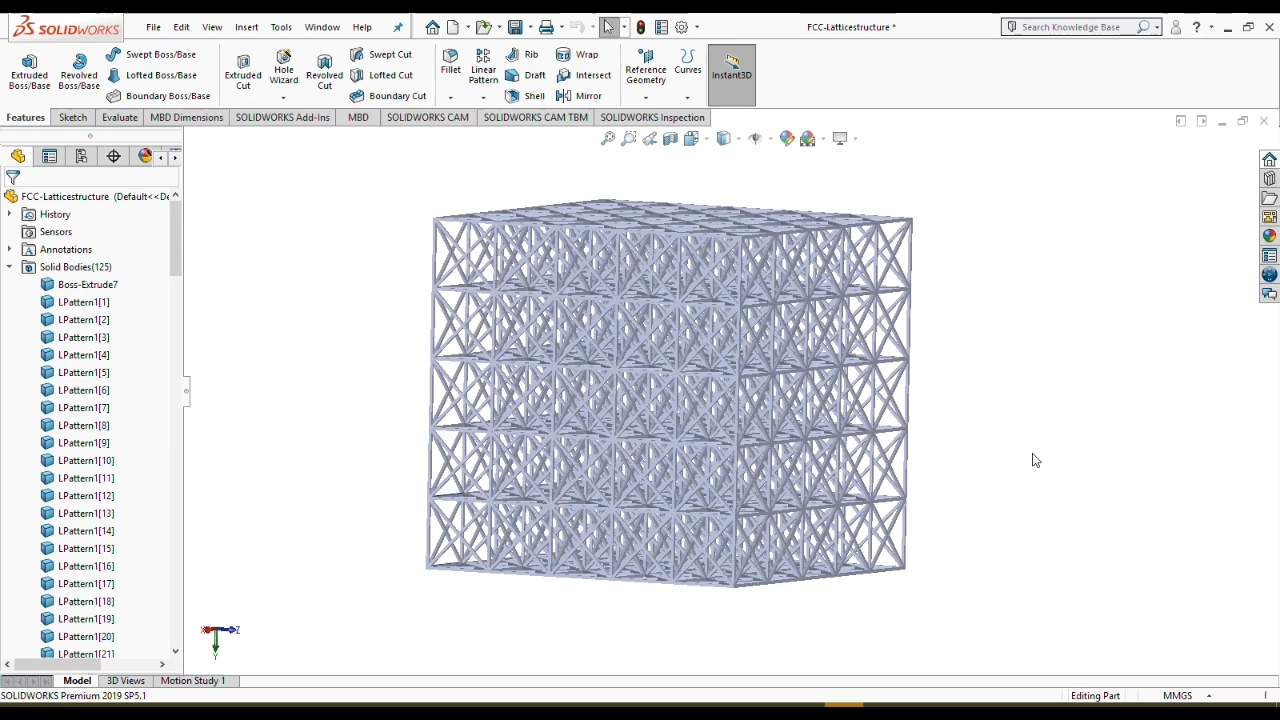 SOLIDWORKS
File Edit View Insert Tools Window Help
FCC-Latticestructure *
Search Knowledge Base
?
Extruded Boss/Base
Revolved Boss/Base
Swept Boss/Base
Lofted Boss/Base
Boundary Boss/Base
Extruded Cut
Hole Wizard
Revolved Cut
Swept Cut
Lofted Cut
Boundary Cut
Fillet
Linear Pattern
Rib
Draft
Shell
Wrap
Intersect
Mirror
Reference Geometry
Curves
Instant3D
Features Sketch Evaluate MBD Dimensions SOLIDWORKS Add-Ins MBD SOLIDWORKS CAM SOLIDWORKS CAM TBM SOLIDWORKS Inspection
FCC-Latticestructure (Default<<De
History
Sensors
Annotations
Solid Bodies(125)
Boss-Extrude7
LPattern1[1]
LPattern1[2]
LPattern1[3]
LPattern1[4]
LPattern1[5]
LPattern1[6]
LPattern1[7]
LPattern1[8]
LPattern1[9]
LPattern1[10]
LPattern1[11]
LPattern1[12]
LPattern1[13]
LPattern1[14]
LPattern1[15]
LPattern1[16]
LPattern1[17]
LPattern1[18]
LPattern1[19]
LPattern1[20]
LPattern1[21]
X Z
Y
Model 3D Views Motion Study 1
SOLIDWORKS Premium 2019 SP5.1
Editing Part
MMGS